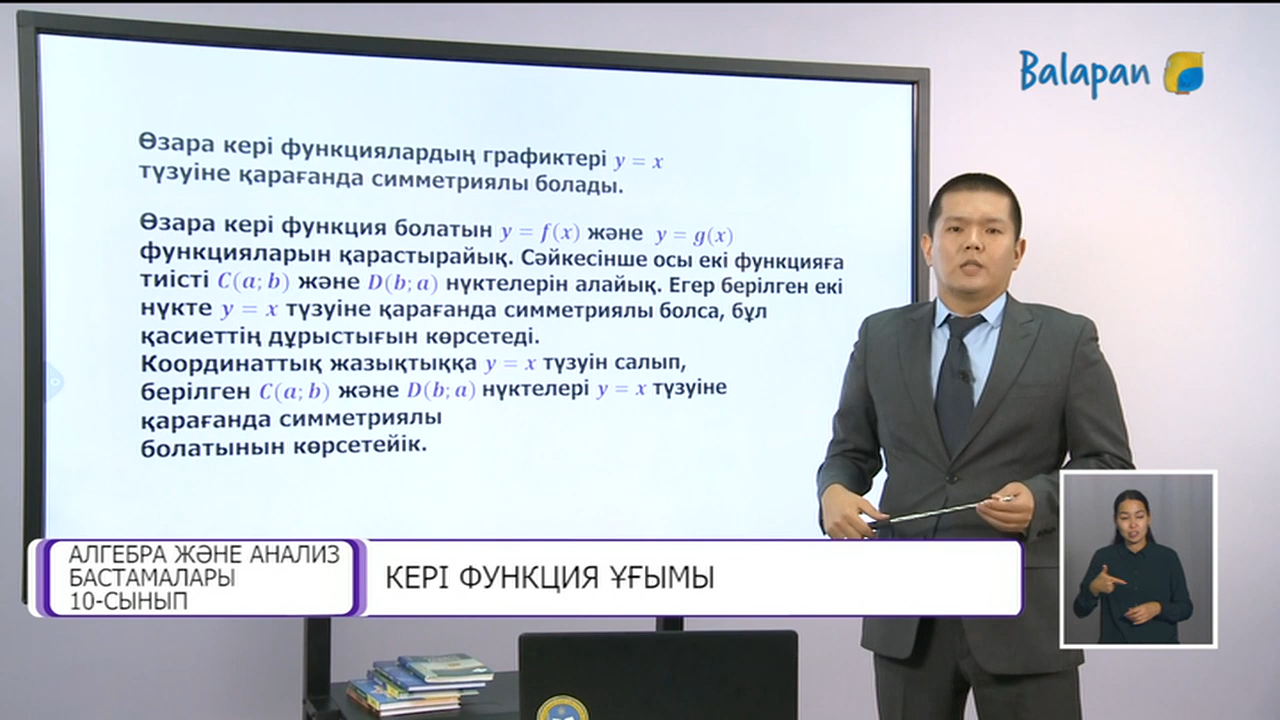 Balapan
Өзара кері функциялардың графиктері y = x
түзуіне қарағанда симметриялы болады.
Өзара кері функция болатын y = f(x) және y = g(x)
функцияларын қарастырайық. Сәйкесінше осы екі функцияға
тиісті C(a; b) және D(b; a) нүктелерін алайық. Егер берілген екі
нүкте y = x түзуіне қарағанда симметриялы болса, бұл
қасиеттің дұрыстығын көрсетеді.
Координаттық жазықтыққа y = x түзуін салып,
берілген C(a; b) және D(b; a) нүктелері y = x түзуіне
қарағанда симметриялы
болатынын көрсетейік.
АЛГЕБРА ЖӘНЕ АНАЛИЗ
БАСТАМАЛАРЫ
10-СЫНЫП
КЕРІ ФУНКЦИЯ ҰҒЫМЫ